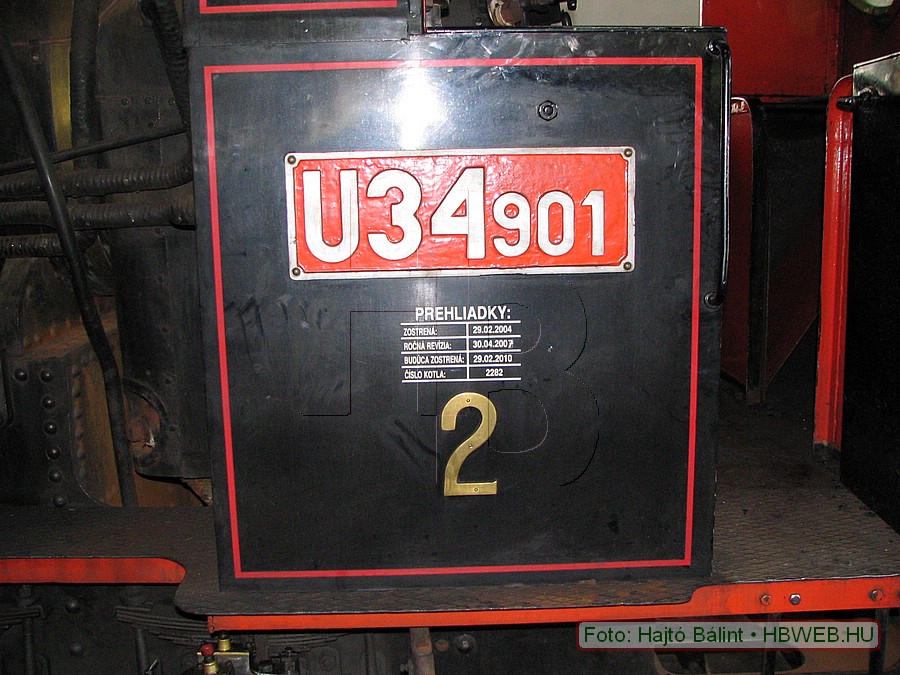 U34901
PREHLIADKY:
ZOSTRENÁ: 29.02.2004
ROČNÁ REVÍZIA: 30.04.2007
BUDÚCA ZOSTRENÁ: 29.02.2010
ČÍSLO KOTLA: 2282
2
Foto: Hajtó Bálint • HBWEB.HU